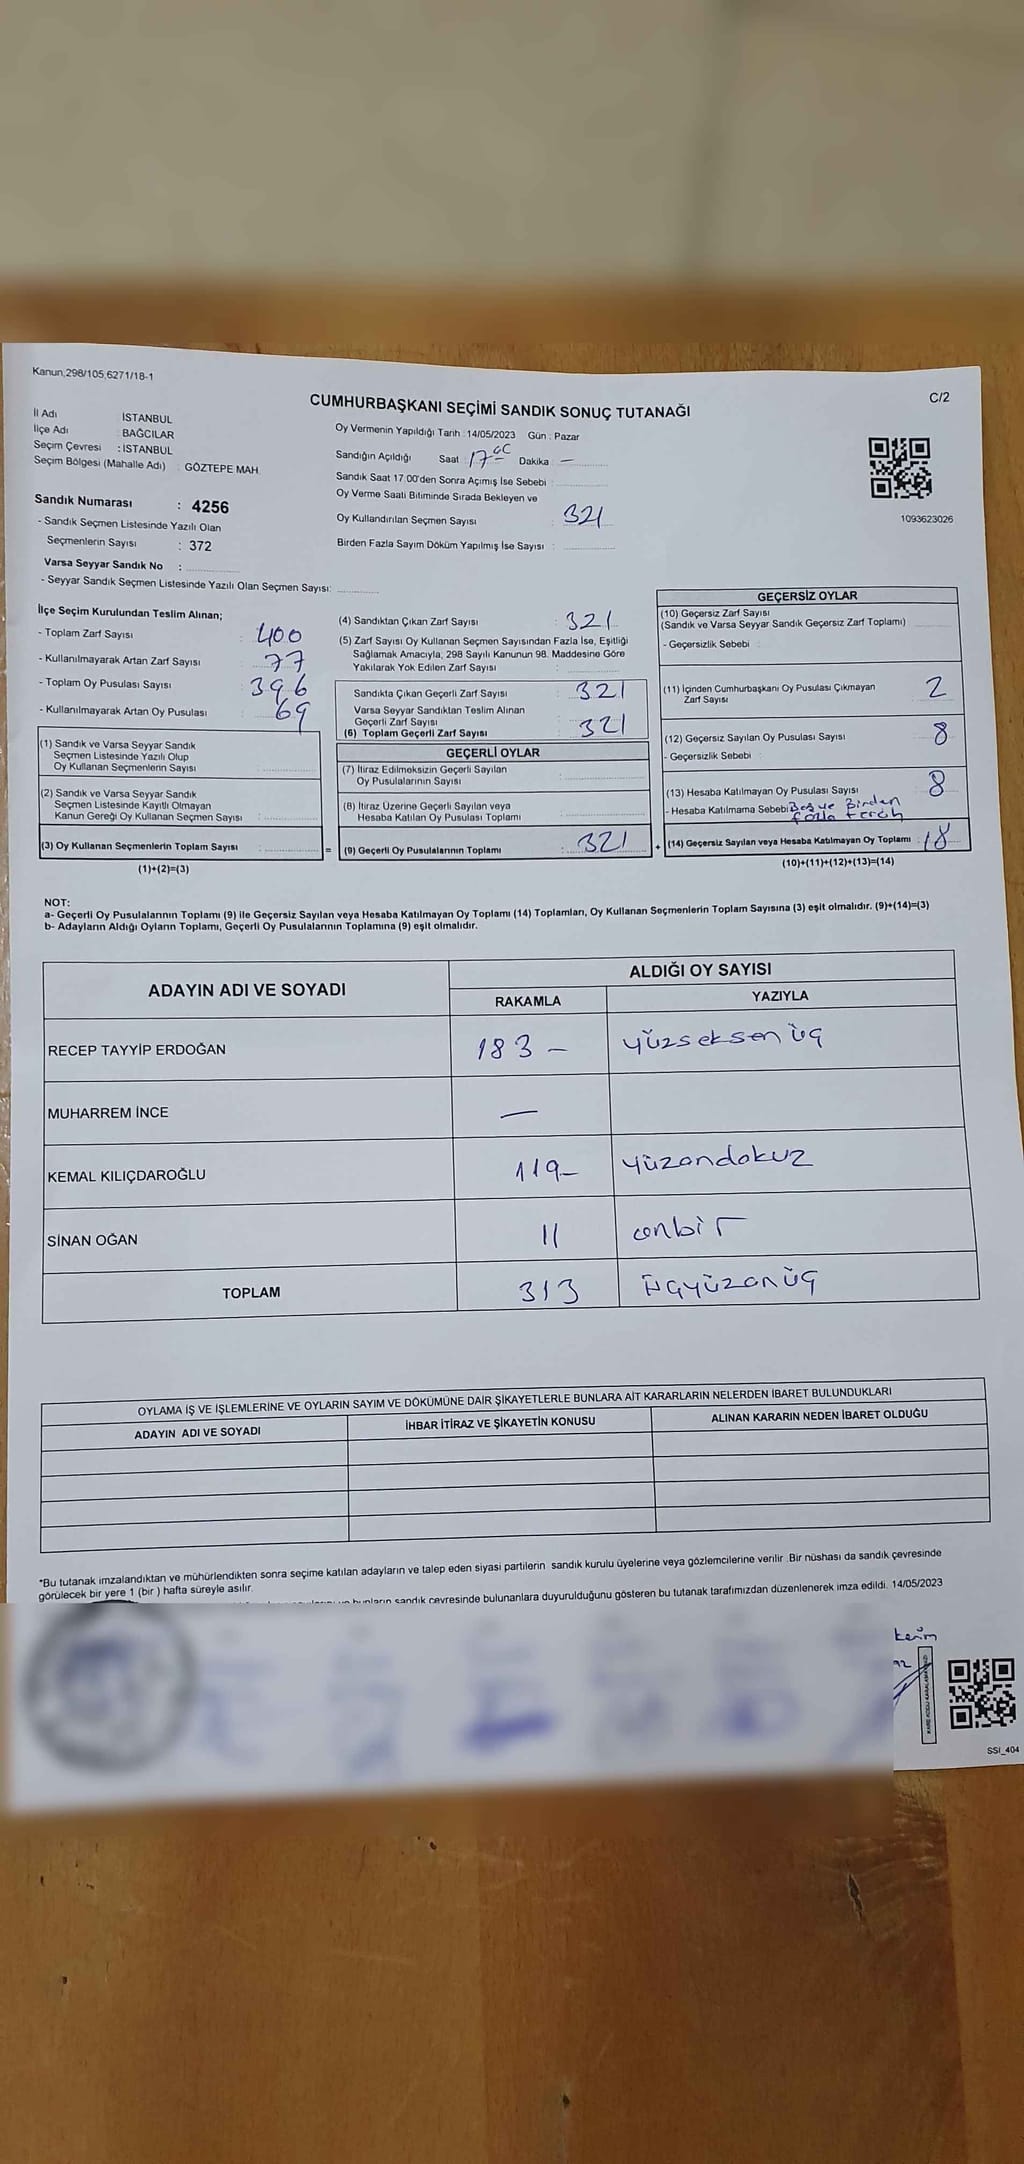 Kanun,298/105,6271/18-1
C/2
CUMHURBAŞKANI SEÇİMİ SANDIK SONUÇ TUTANAĞI
İl Adı İSTANBUL
İlçe Adı BAĞCILAR
Seçim Çevresi : İSTANBUL
Seçim Bölgesi (Mahalle Adı) GÖZTEPE MAH.
Sandık Numarası : 4256
- Sandık Seçmen Listesinde Yazılı Olan
Seçmenlerin Sayısı : 372
Varsa Seyyar Sandık No :
- Seyyar Sandık Seçmen Listesinde Yazılı Olan Seçmen Sayısı:
Oy Vermenin Yapıldığı Tarih : 14/05/2023 Gün : Pazar
Sandığın Açıldığı Saat : 17 Dakika : —
Sandık Saat 17.00'den Sonra Açımış İse Sebebi :
Oy Verme Saati Bitiminde Sırada Bekleyen ve
Oy Kullandırılan Seçmen Sayısı : 321
Birden Fazla Sayım Döküm Yapılmış İse Sayısı :
1093623026
İlçe Seçim Kurulundan Teslim Alınan;
- Toplam Zarf Sayısı : 400
- Kullanılmayarak Artan Zarf Sayısı : 77
- Toplam Oy Pusulası Sayısı : 396
- Kullanılmayarak Artan Oy Pusulası : 69
(1) Sandık ve Varsa Seyyar Sandık
Seçmen Listesinde Yazılı Olup
Oy Kullanan Seçmenlerin Sayısı :
(2) Sandık ve Varsa Seyyar Sandık
Seçmen Listesinde Kayıtlı Olmayan
Kanun Gereği Oy Kullanan Seçmen Sayısı :
(3) Oy Kullanan Seçmenlerin Toplam Sayısı :
(1)+(2)=(3)
=
(4) Sandıktan Çıkan Zarf Sayısı : 321
(5) Zarf Sayısı Oy Kullanan Seçmen Sayısından Fazla İse, Eşitliği
Sağlamak Amacıyla, 298 Sayılı Kanunun 98. Maddesine Göre
Yakılarak Yok Edilen Zarf Sayısı :
Sandıkta Çıkan Geçerli Zarf Sayısı : 321
Varsa Seyyar Sandıktan Teslim Alınan
Geçerli Zarf Sayısı :
(6) Toplam Geçerli Zarf Sayısı : 321
GEÇERLİ OYLAR
(7) İtiraz Edilmeksizin Geçerli Sayılan
Oy Pusulalarının Sayısı :
(8) İtiraz Üzerine Geçerli Sayılan veya
Hesaba Katılan Oy Pusulası Toplamı :
(9) Geçerli Oy Pusulalarının Toplamı : 321
+
GEÇERSİZ OYLAR
(10) Geçersiz Zarf Sayısı
(Sandık ve Varsa Seyyar Sandık Geçersiz Zarf Toplamı) :
- Geçersizlik Sebebi :
(11) İçinden Cumhurbaşkanı Oy Pusulası Çıkmayan
Zarf Sayısı : 2
(12) Geçersiz Sayılan Oy Pusulası Sayısı : 8
- Geçersizlik Sebebi :
(13) Hesaba Katılmayan Oy Pusulası Sayısı : 8
- Hesaba Katılmama Sebebi: Boş ve Birden
fazla tercih
(14) Geçersiz Sayılan veya Hesaba Katılmayan Oy Toplamı : 18
(10)+(11)+(12)+(13)=(14)
NOT:
a- Geçerli Oy Pusulalarının Toplamı (9) ile Geçersiz Sayılan veya Hesaba Katılmayan Oy Toplamı (14) Toplamları, Oy Kullanan Seçmenlerin Toplam Sayısına (3) eşit olmalıdır. (9)+(14)=(3)
b- Adayların Aldığı Oyların Toplamı, Geçerli Oy Pusulalarının Toplamına (9) eşit olmalıdır.
ADAYIN ADI VE SOYADI ALDIĞI OY SAYISI
RAKAMLA YAZIYLA
RECEP TAYYİP ERDOĞAN 183 – yüzseksenüç
MUHARREM İNCE —
KEMAL KILIÇDAROĞLU 119– yüzondokuz
SİNAN OĞAN 11 onbir
TOPLAM 313 üçyüzonüç
OYLAMA İŞ VE İŞLEMLERİNE VE OYLARIN SAYIM VE DÖKÜMÜNE DAİR ŞİKAYETLERLE BUNLARA AİT KARARLARIN NELERDEN İBARET BULUNDUKLARI
ADAYIN ADI VE SOYADI İHBAR İTİRAZ VE ŞİKAYETİN KONUSU ALINAN KARARIN NEDEN İBARET OLDUĞU
*Bu tutanak imzalandıktan ve mühürlendikten sonra seçime katılan adayların ve talep eden siyasi partilerin sandık kurulu üyelerine veya gözlemcilerine verilir .Bir nüshası da sandık çevresinde
görülecek bir yere 1 (bir ) hafta süreyle asılır.
bunların sandık çevresinde bulunanlara duyurulduğunu gösteren bu tutanak tarafımızdan düzenlenerek imza edildi. 14/05/2023
kerim
SSI_404